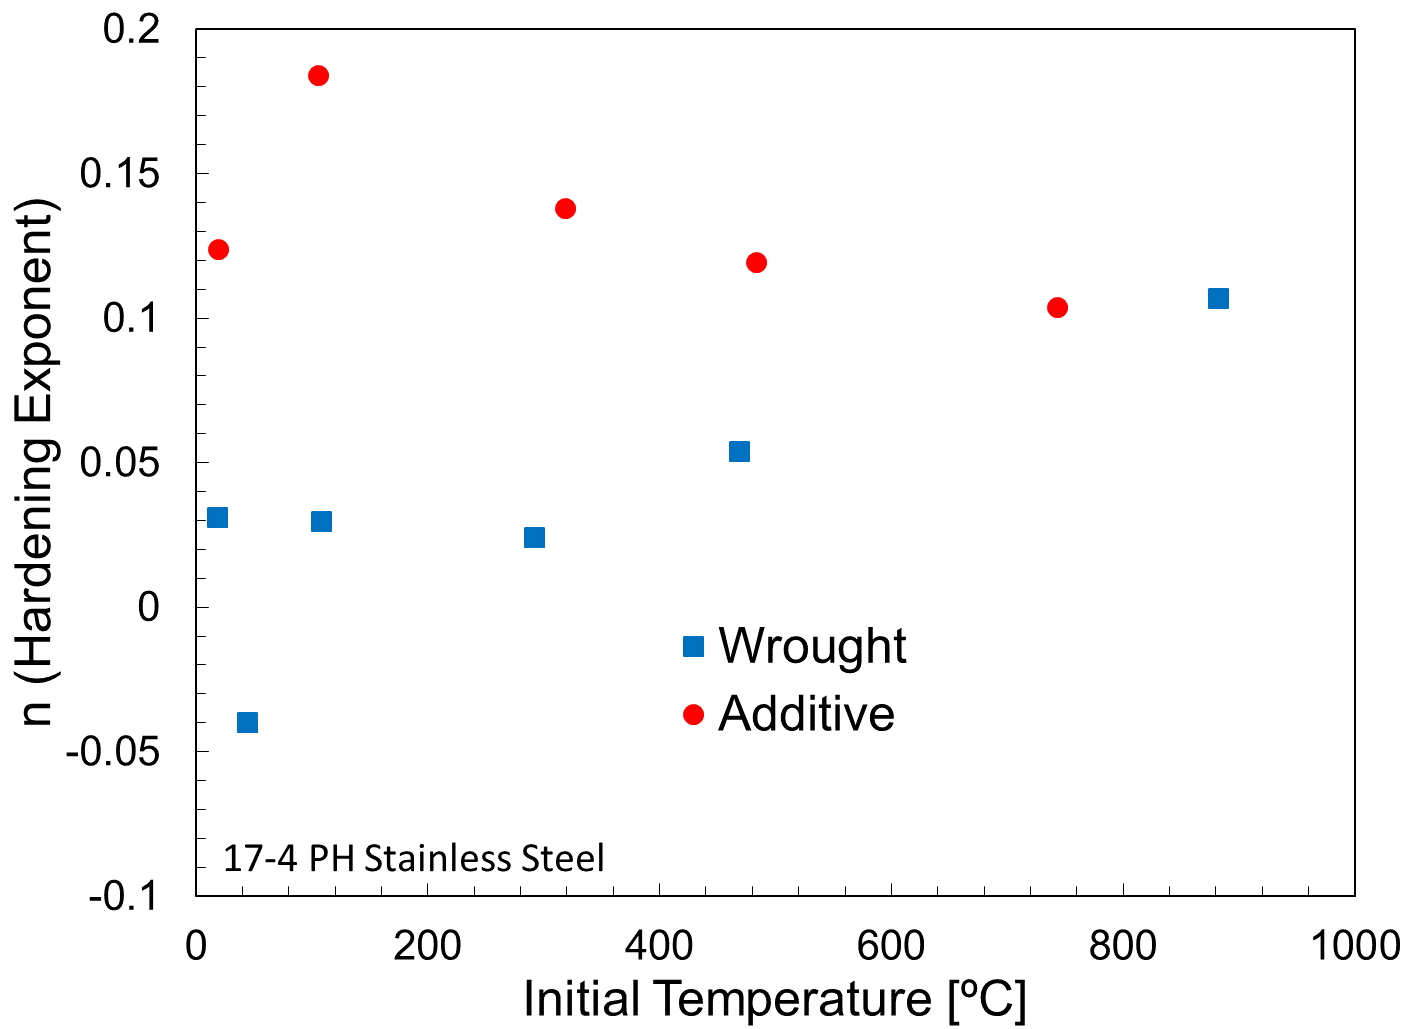 0.2
0.15
0.1
0.05
0
-0.05
-0.1
n (Hardening Exponent)
Wrought
Additive
17-4 PH Stainless Steel
0 200 400 600 800 1000
Initial Temperature [ºC]